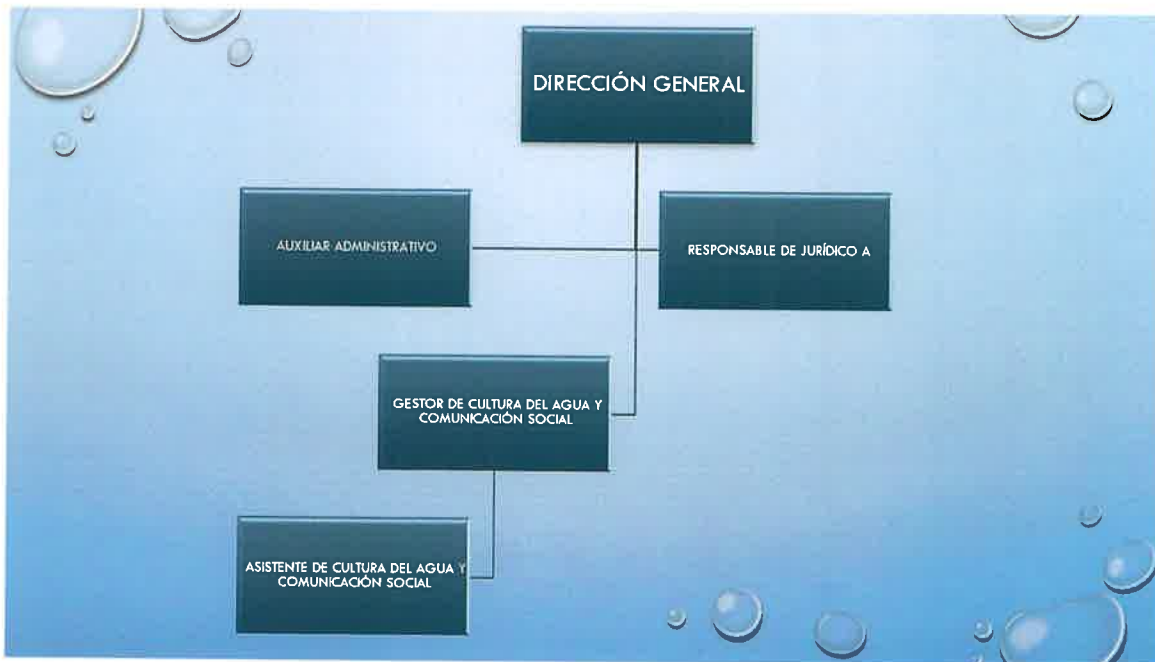 DIRECCIÓN GENERAL
AUXILIAR ADMINISTRATIVO
RESPONSABLE DE JURÍDICO A
GESTOR DE CULTURA DEL AGUA Y
COMUNICACIÓN SOCIAL
ASISTENTE DE CULTURA DEL AGUA Y
COMUNICACIÓN SOCIAL